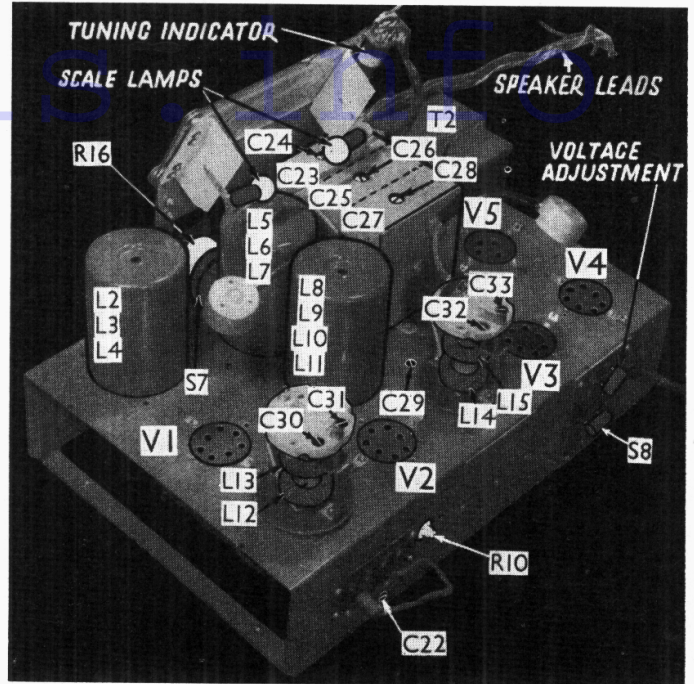 TUNING INDICATOR
SCALE LAMPS
SPEAKER LEADS
s.info
T2
C24
C26
R16
C23
C28
VOLTAGE
ADJUSTMENT
C25
C27
L5
L6
L7
V5
V4
L2
L3
L4
L8
L9
L10
L11
C33
C32
S7
C31
C30
C29
V3
L15
L14
V1
V2
S8
L13
L12
R10
C22